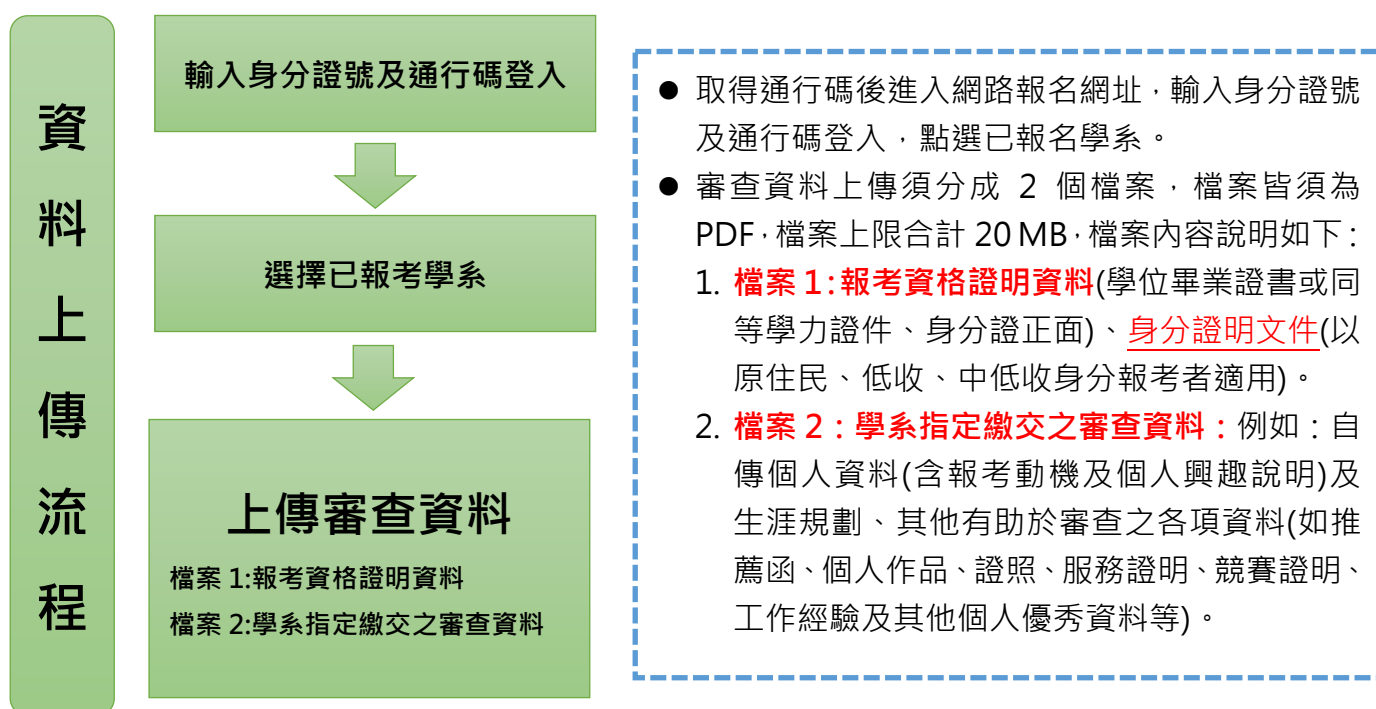 資料上傳流程
輸入身分證號及通行碼登入
選擇已報考學系
上傳審查資料
檔案 1:報考資格證明資料
檔案 2:學系指定繳交之審查資料
● 取得通行碼後進入網路報名網址，輸入身分證號
及通行碼登入，點選已報名學系。
● 審查資料上傳須分成 2 個檔案，檔案皆須為
PDF，檔案上限合計 20 MB，檔案內容說明如下：
1. 檔案 1：報考資格證明資料(學位畢業證書或同
等學力證件、身分證正面)、身分證明文件(以
原住民、低收、中低收身分報考者適用)。
2. 檔案 2：學系指定繳交之審查資料：例如：自
傳個人資料(含報考動機及個人興趣說明)及
生涯規劃、其他有助於審查之各項資料(如推
薦函、個人作品、證照、服務證明、競賽證明、
工作經驗及其他個人優秀資料等)。